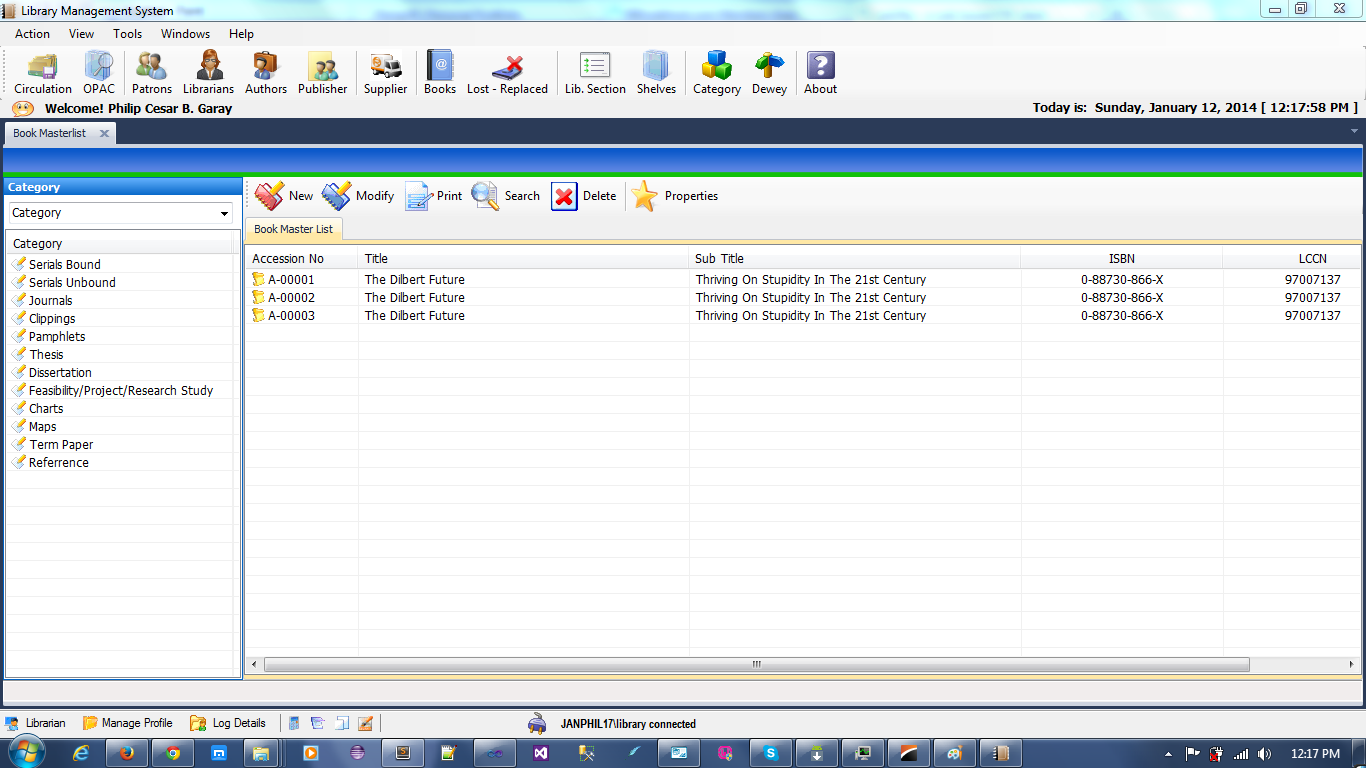 Library Management System
Action View Tools Windows Help
Circulation OPAC Patrons Librarians Authors Publisher Supplier Books Lost - Replaced Lib. Section Shelves Category Dewey About
Welcome! Philip Cesar B. Garay Today is: Sunday, January 12, 2014 [ 12:17:58 PM ]
Book Masterlist
Category
Category
Category
Serials Bound
Serials Unbound
Journals
Clippings
Pamphlets
Thesis
Dissertation
Feasibility/Project/Research Study
Charts
Maps
Term Paper
Referrence
New Modify Print Search Delete Properties
Book Master List
Accession No Title Sub Title ISBN LCCN
A-00001 The Dilbert Future Thriving On Stupidity In The 21st Century 0-88730-866-X 97007137
A-00002 The Dilbert Future Thriving On Stupidity In The 21st Century 0-88730-866-X 97007137
A-00003 The Dilbert Future Thriving On Stupidity In The 21st Century 0-88730-866-X 97007137
Librarian Manage Profile Log Details JANPHIL17\library connected
12:17 PM